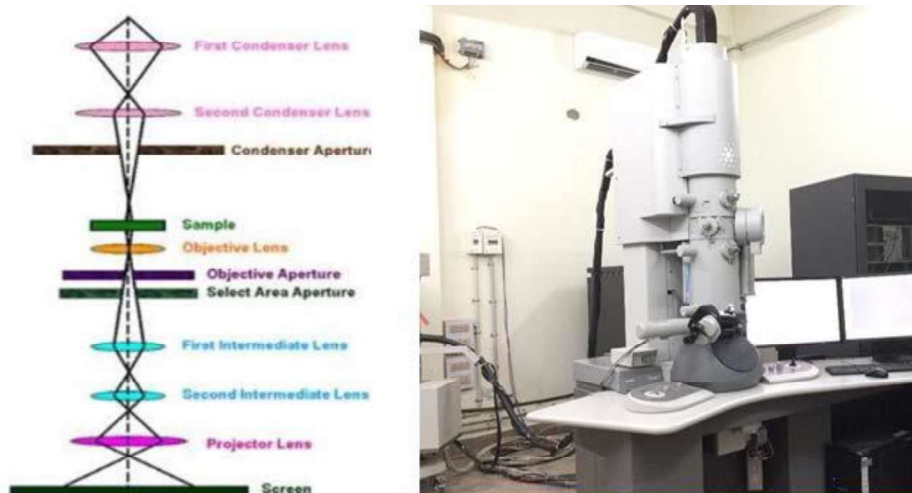 First Condenser Lens
Second Condenser Lens
Condenser Aperture
Sample
Objective Lens
Objective Aperture
Select Area Aperture
First Intermediate Lens
Second Intermediate Lens
Projector Lens
Screen